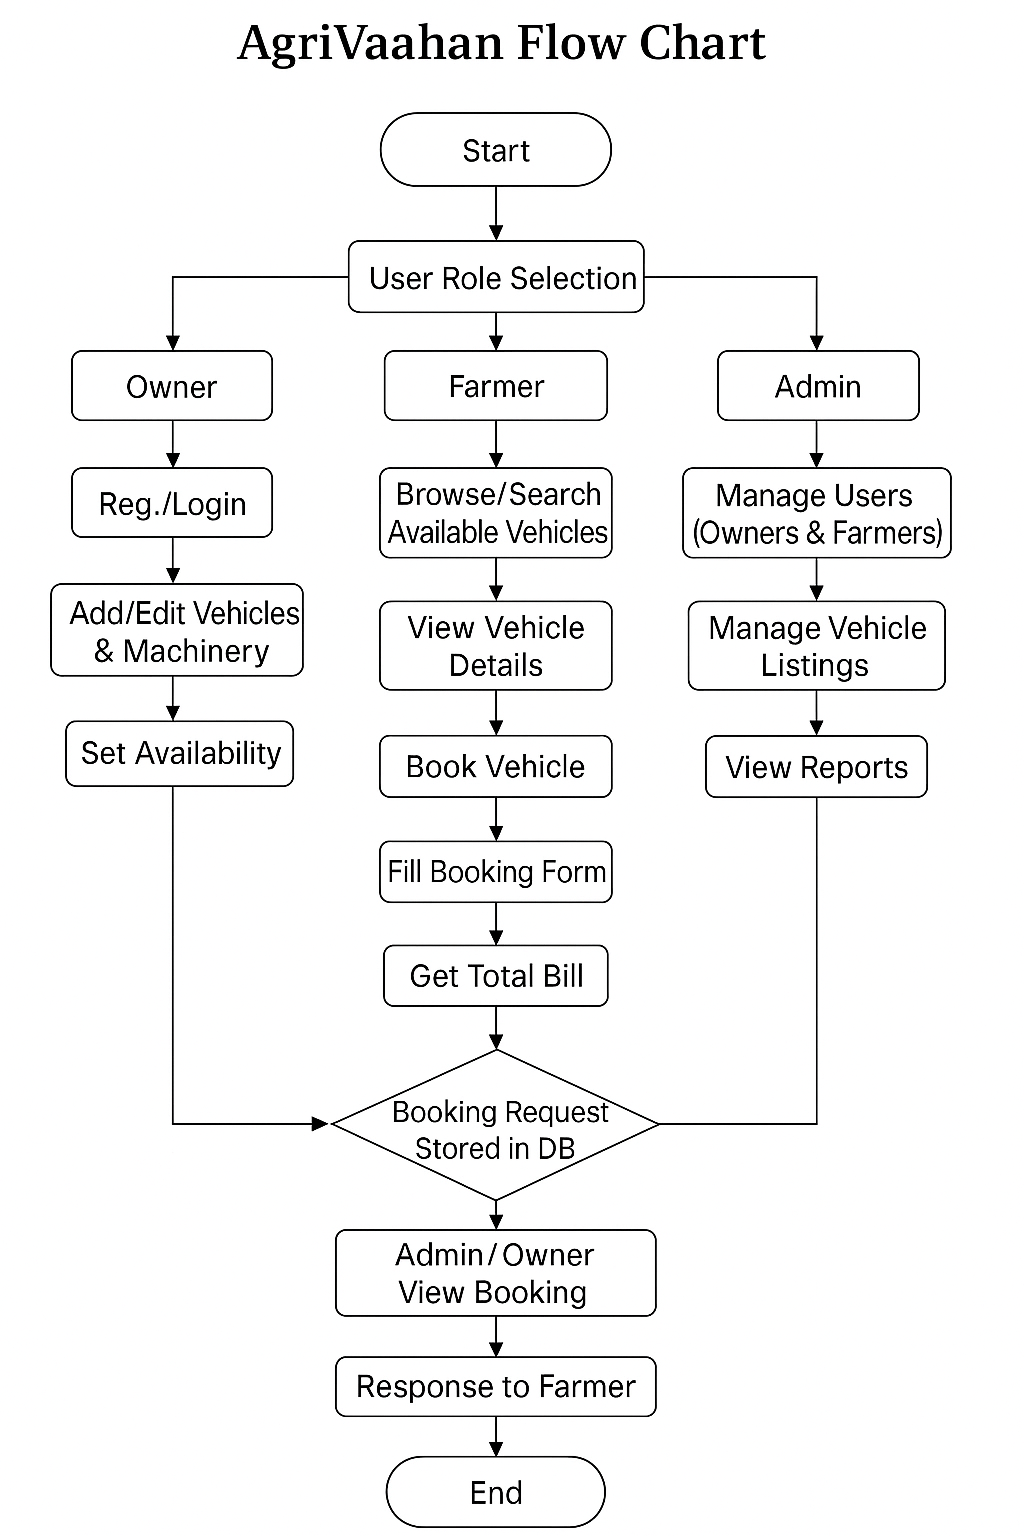 AgriVaahan Flow Chart
Start
User Role Selection
Owner
Farmer
Admin
Reg./Login
Browse/Search
Available Vehicles
Manage Users
(Owners & Farmers)
Add/Edit Vehicles
& Machinery
View Vehicle
Details
Manage Vehicle
Listings
Set Availability
Book Vehicle
View Reports
Fill Booking Form
Get Total Bill
Booking Request
Stored in DB
Admin/Owner
View Booking
Response to Farmer
End